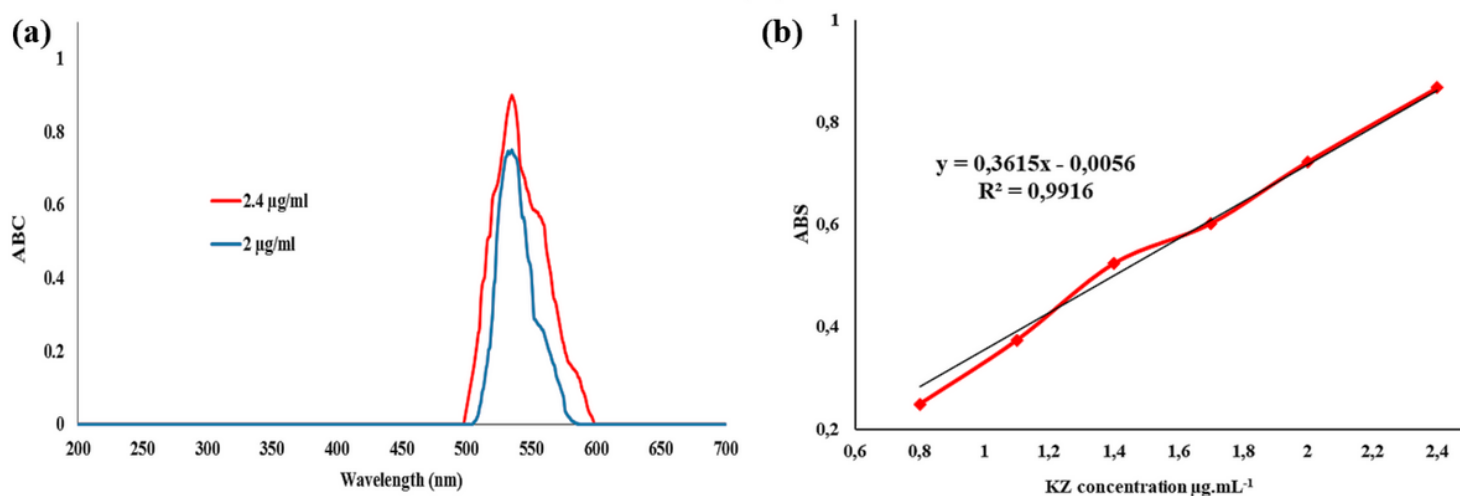 (a)
1
0.8
0.6
0.4
0.2
0
ABC
2.4 µg/ml
2 µg/ml
200 250 300 350 400 450 500 550 600 650 700
Wavelength (nm)
(b)
1
0,8
0,6
0,4
0,2
ABS
y = 0,3615x - 0,0056
R² = 0,9916
0,6 0,8 1 1,2 1,4 1,6 1,8 2 2,2 2,4
KZ concentration µg.mL⁻¹